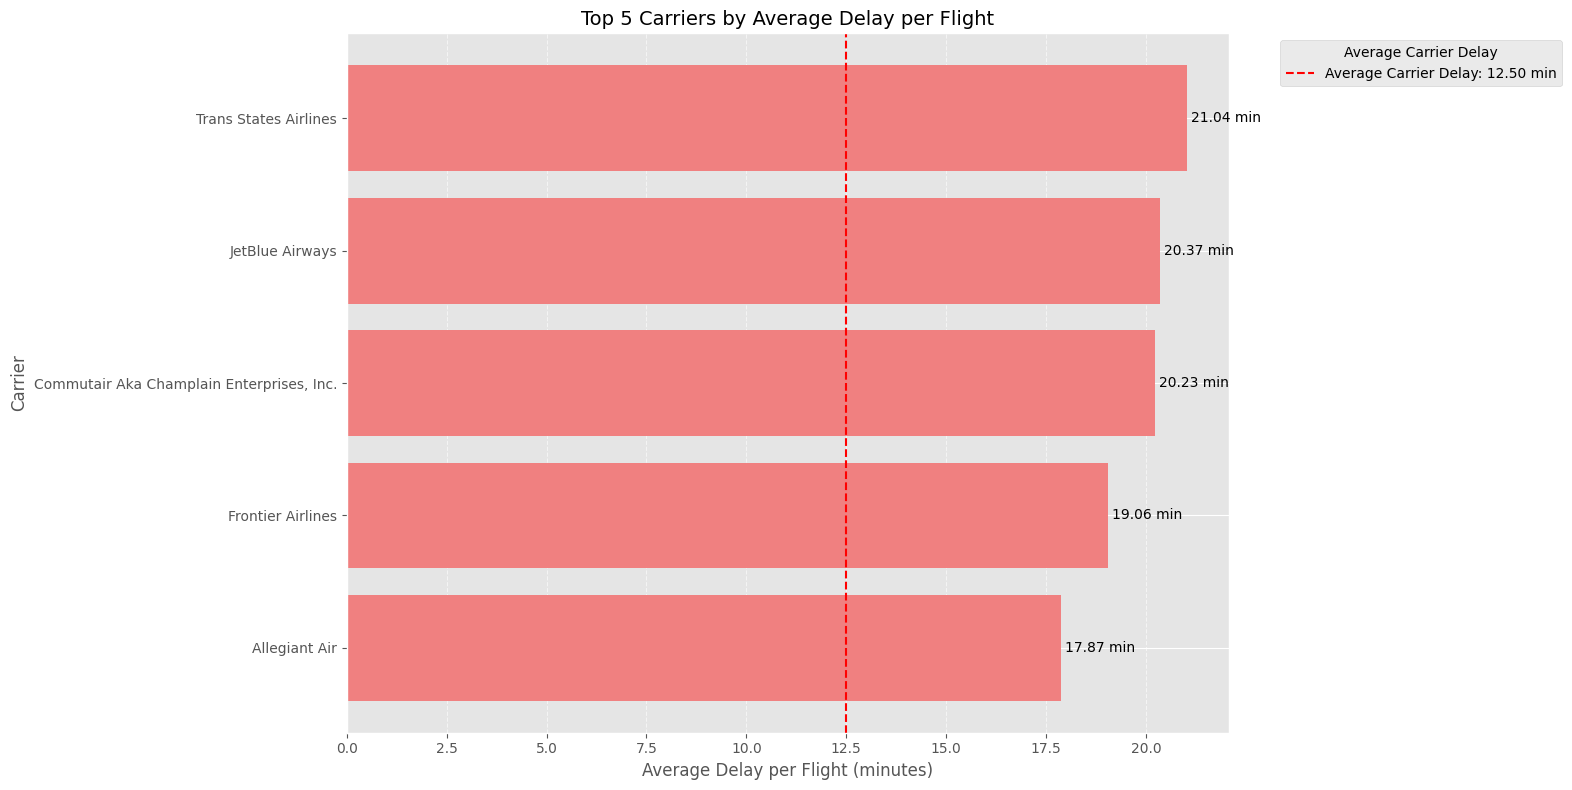 Top 5 Carriers by Average Delay per Flight
Average Carrier Delay
Average Carrier Delay: 12.50 min
Carrier
Trans States Airlines
21.04 min
JetBlue Airways
20.37 min
Commutair Aka Champlain Enterprises, Inc.
20.23 min
Frontier Airlines
19.06 min
Allegiant Air
17.87 min
0.0 2.5 5.0 7.5 10.0 12.5 15.0 17.5 20.0
Average Delay per Flight (minutes)